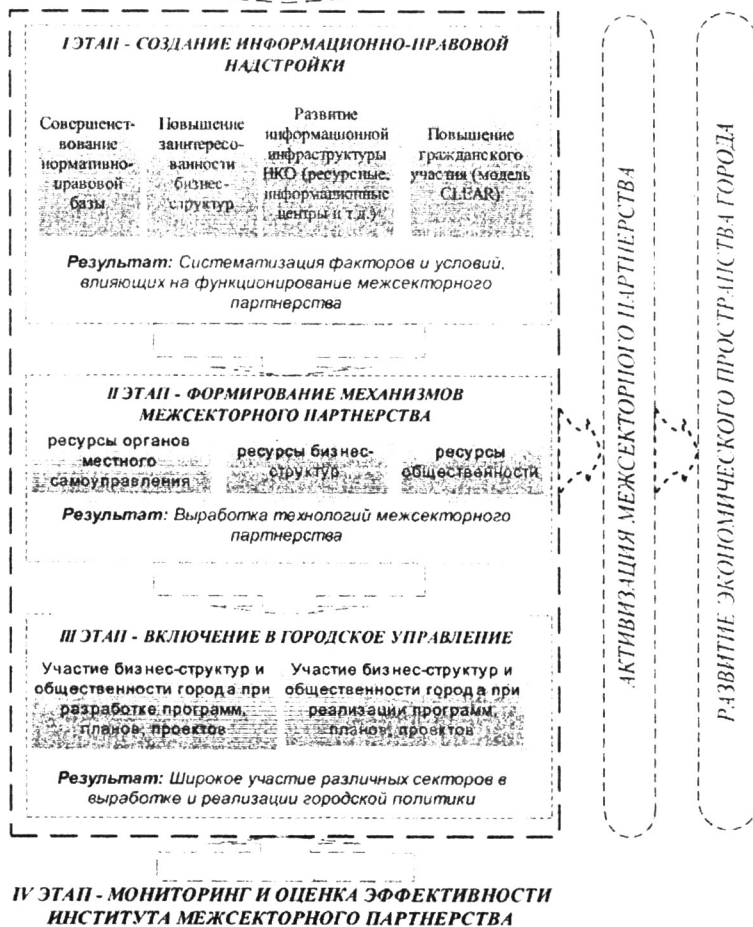 I ЭТАП - СОЗДАНИЕ ИНФОРМАЦИОННО-ПРАВОВОЙ
НАДСТРОЙКИ
Совершенст-
вование
нормативно-
правовой
базы
Повышение
заинтересо-
ванности
бизнес-
структур
Развитие
информационной
инфраструктуры
НКО (ресурсные,
информационные
центры и т.д.)
Повышение
гражданского
участия (модель
CLEAR)
Результат: Систематизация факторов и условий,
влияющих на функционирование межсекторного
партнерства
II ЭТАП - ФОРМИРОВАНИЕ МЕХАНИЗМОВ
МЕЖСЕКТОРНОГО ПАРТНЕРСТВА
ресурсы органов
местного
самоуправления
ресурсы бизнес-
структур
ресурсы
общественности
Результат: Выработка технологий межсекторного
партнерства
III ЭТАП - ВКЛЮЧЕНИЕ В ГОРОДСКОЕ УПРАВЛЕНИЕ
Участие бизнес-структур и
общественности города при
разработке программ,
планов, проектов
Участие бизнес-структур и
общественности города при
реализации программ,
планов, проектов
Результат: Широкое участие различных секторов в
выработке и реализации городской политики
IV ЭТАП - МОНИТОРИНГ И ОЦЕНКА ЭФФЕКТИВНОСТИ
ИНСТИТУТА МЕЖСЕКТОРНОГО ПАРТНЕРСТВА
АКТИВИЗАЦИЯ МЕЖСЕКТОРНОГО ПАРТНЕРСТВА
РАЗВИТИЕ ЭКОНОМИЧЕСКОГО ПРОСТРАНСТВА ГОРОДА